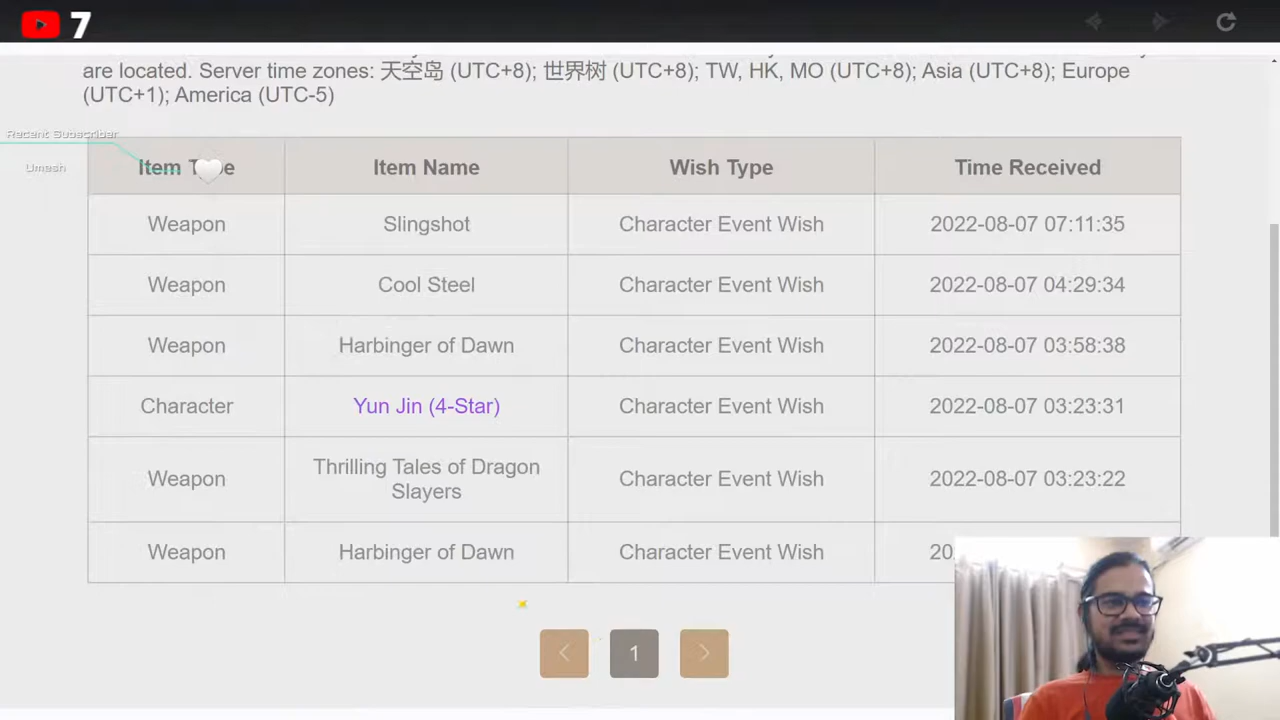 7
are located. Server time zones: 天空岛 (UTC+8); 世界树 (UTC+8); TW, HK, MO (UTC+8); Asia (UTC+8); Europe
(UTC+1); America (UTC-5)
Recent Subscriber
Umesh
Item Item Name Wish Type Time Received
Weapon Slingshot Character Event Wish 2022-08-07 07:11:35
Weapon Cool Steel Character Event Wish 2022-08-07 04:29:34
Weapon Harbinger of Dawn Character Event Wish 2022-08-07 03:58:38
Character Yun Jin (4-Star) Character Event Wish 2022-08-07 03:23:31
Weapon Thrilling Tales of Dragon Slayers Character Event Wish 2022-08-07 03:23:22
Weapon Harbinger of Dawn Character Event Wish
1